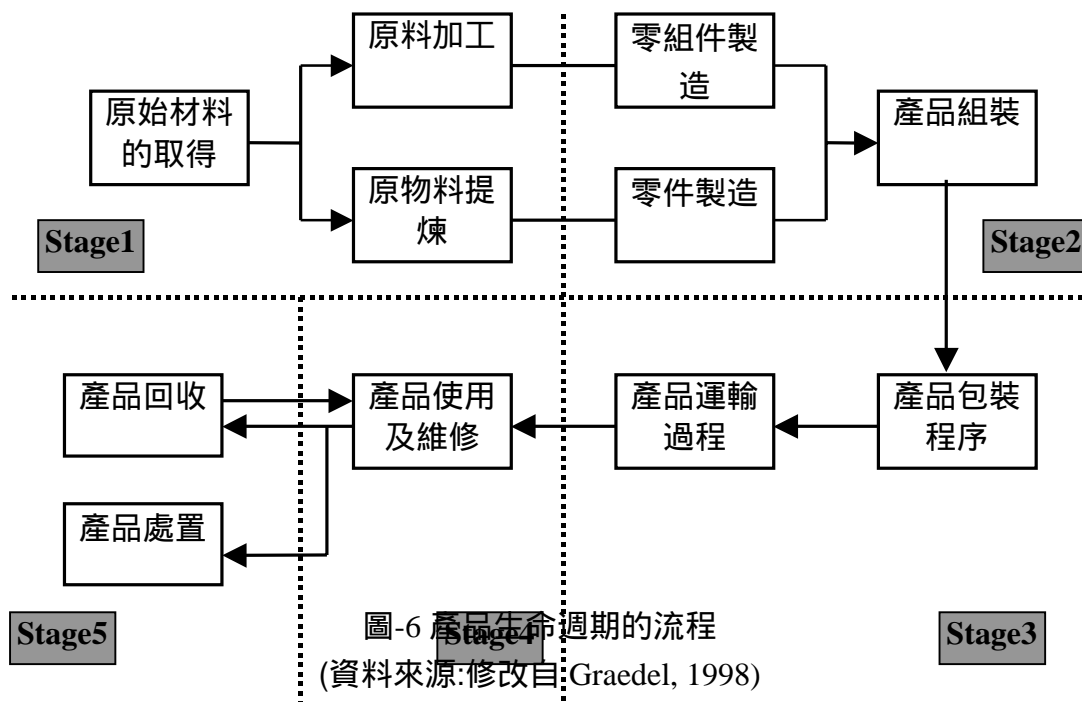 原料加工
零組件製
造
原始材料
的取得
產品組裝
原物料提
煉
零件製造
Stage1
Stage2
產品回收
產品使用
及維修
產品運輸
過程
產品包裝
程序
產品處置
Stage5
Stage4
Stage3
圖-6 產品生命週期的流程
(資料來源:修改自 Graedel, 1998)